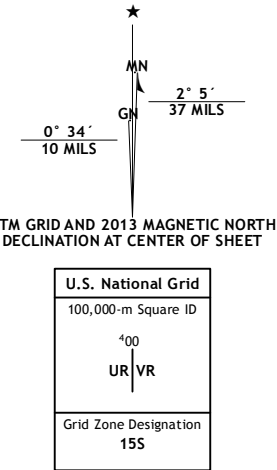 ★
MN
GN
2° 5´
37 MILS
0° 34´
10 MILS
TM GRID AND 2013 MAGNETIC NORTH
DECLINATION AT CENTER OF SHEET
U.S. National Grid
100,000-m Square ID
⁴00
UR VR
Grid Zone Designation
15S